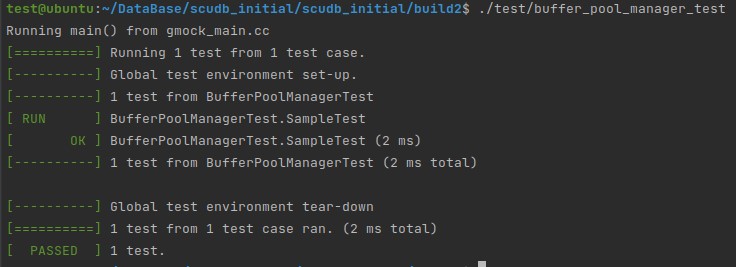 test@ubuntu:~/DataBase/scudb_initial/scudb_initial/build2$ ./test/buffer_pool_manager_test
Running main() from gmock_main.cc
[==========] Running 1 test from 1 test case.
[----------] Global test environment set-up.
[----------] 1 test from BufferPoolManagerTest
[ RUN      ] BufferPoolManagerTest.SampleTest
[       OK ] BufferPoolManagerTest.SampleTest (2 ms)
[----------] 1 test from BufferPoolManagerTest (2 ms total)

[----------] Global test environment tear-down
[==========] 1 test from 1 test case ran. (2 ms total)
[  PASSED  ] 1 test.